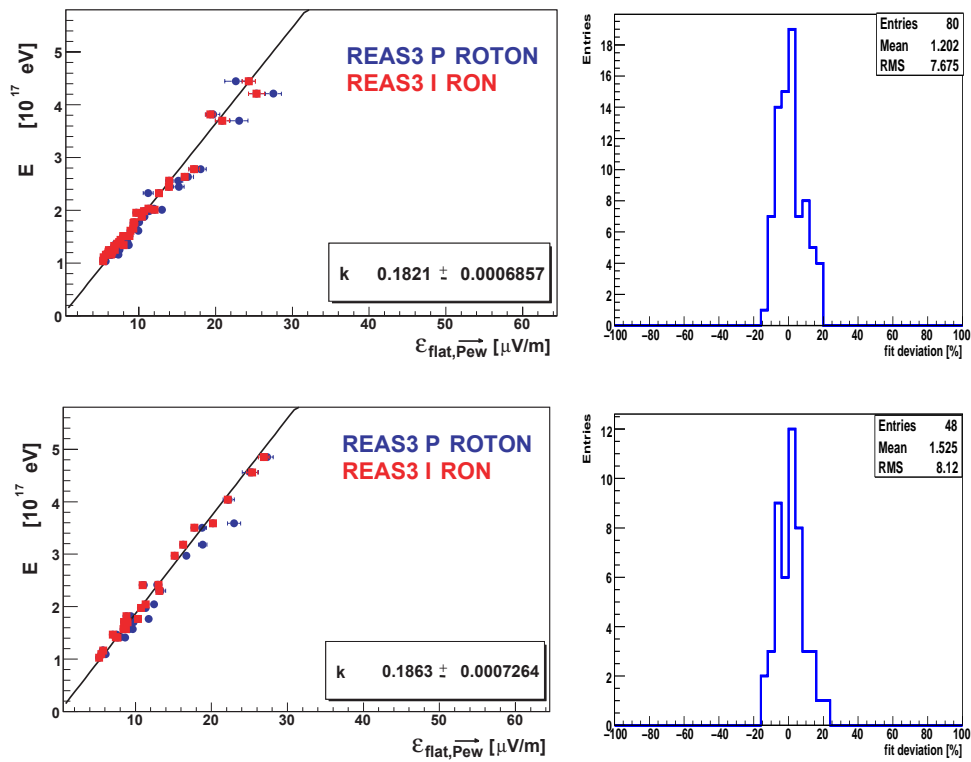 E [10^17 eV]
5
4
3
2
1
0
REAS3 P ROTON
REAS3 I RON
k 0.1821 ± 0.0006857
10 20 30 40 50 60
ε_flat,Pew [μV/m]
Entries
18
16
14
12
10
8
6
4
2
0
Entries 80
Mean 1.202
RMS 7.675
−100 −80 −60 −40 −20 0 20 40 60 80 100
fit deviation [%]
E [10^17 eV]
5
4
3
2
1
0
REAS3 P ROTON
REAS3 I RON
k 0.1863 ± 0.0007264
10 20 30 40 50 60
ε_flat,Pew [μV/m]
Entries
12
10
8
6
4
2
0
Entries 48
Mean 1.525
RMS 8.12
−100 −80 −60 −40 −20 0 20 40 60 80 100
fit deviation [%]